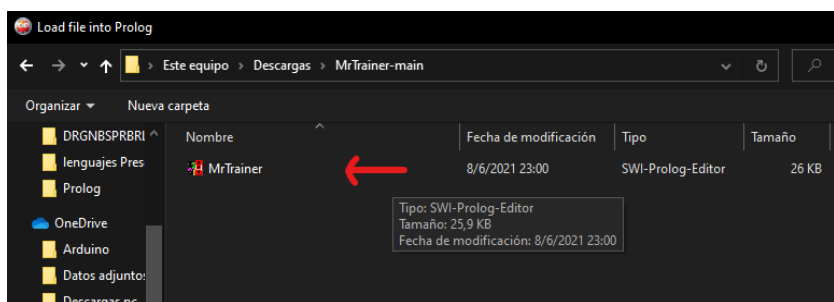 Load file into Prolog
Este equipo > Descargas > MrTrainer-main
Organizar Nueva carpeta
Nombre Fecha de modificación Tipo Tamaño
DRGNBSPRBRL
lenguajes Pres
MrTrainer 8/6/2021 23:00 SWI-Prolog-Editor 26 KB
Prolog
Tipo: SWI-Prolog-Editor
Tamaño: 25,9 KB
Fecha de modificación: 8/6/2021 23:00
OneDrive
Arduino
Datos adjuntos
Descargas pc